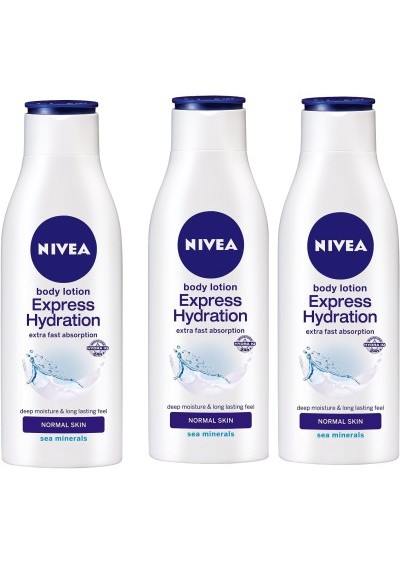 NIVEA
body lotion
Express
Hydration
extra fast absorption
deep moisture & long lasting feel
NORMAL SKIN
sea minerals
NIVEA
body lotion
Express
Hydration
extra fast absorption
deep moisture & long lasting feel
NORMAL SKIN
sea minerals
NIVEA
body lotion
Express
Hydration
extra fast absorption
deep moisture & long lasting feel
NORMAL SKIN
sea minerals